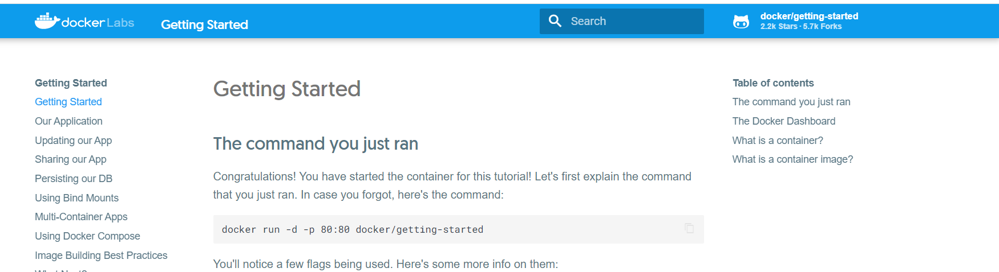 docker Labs
Getting Started
Search
docker/getting-started
2.2k Stars · 5.7k Forks
Getting Started
Getting Started
Our Application
Updating our App
Sharing our App
Persisting our DB
Using Bind Mounts
Multi-Container Apps
Using Docker Compose
Image Building Best Practices
What Next?
Getting Started
The command you just ran
Congratulations! You have started the container for this tutorial! Let's first explain the command
that you just ran. In case you forgot, here's the command:
docker run -d -p 80:80 docker/getting-started
You'll notice a few flags being used. Here's some more info on them:
Table of contents
The command you just ran
The Docker Dashboard
What is a container?
What is a container image?